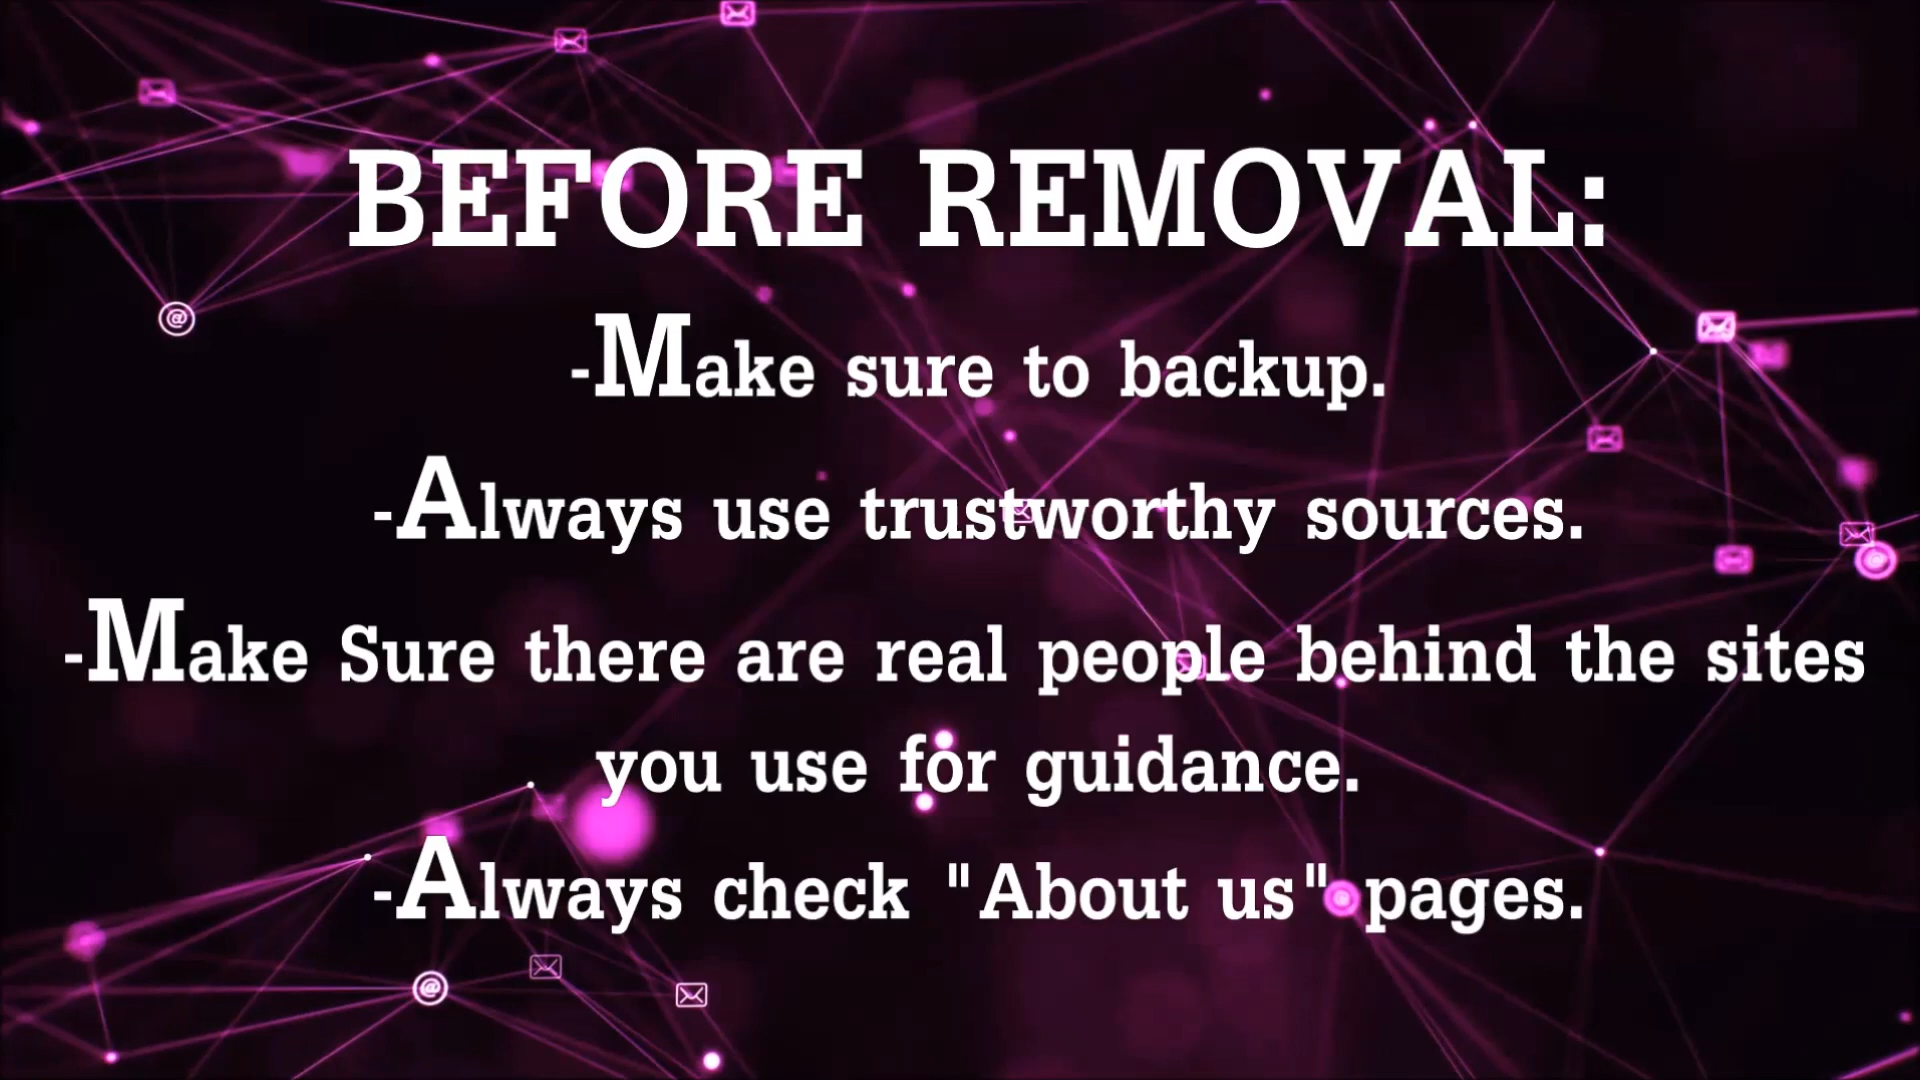 BEFORE REMOVAL:
-Make sure to backup.
-Always use trustworthy sources.
-Make Sure there are real people behind the sites
you use for guidance.
-Always check "About us" pages.